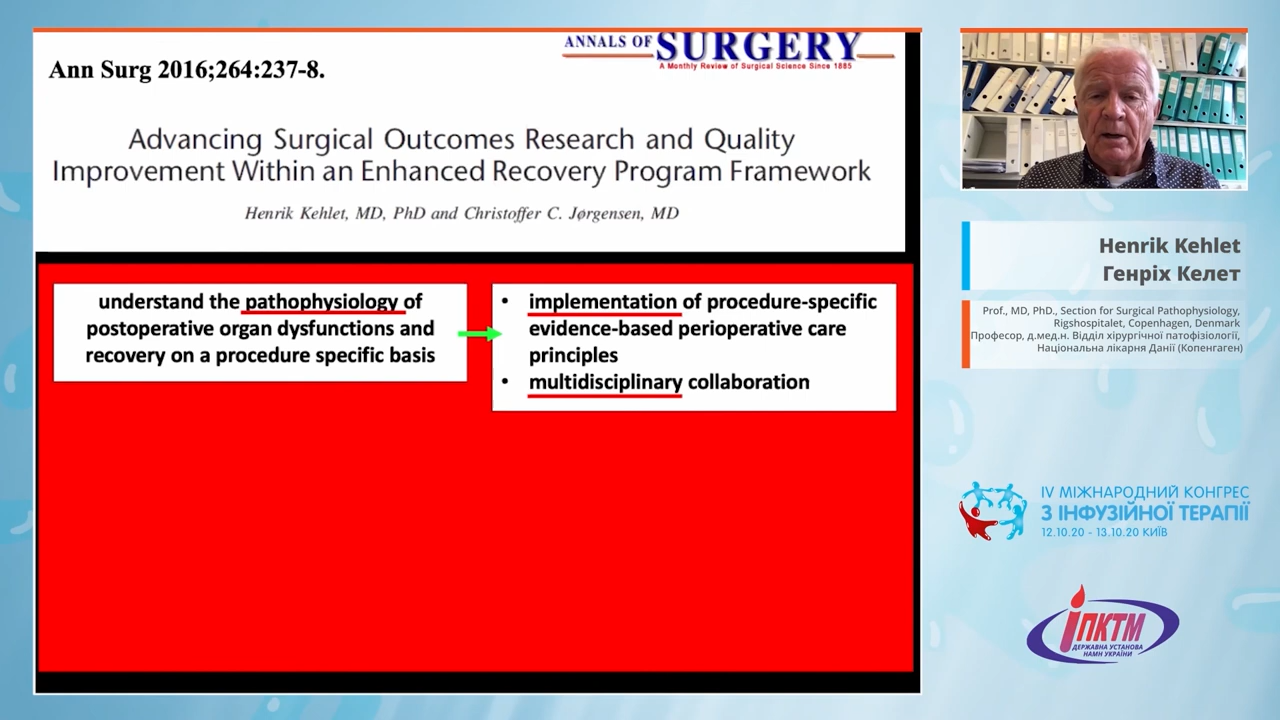 Ann Surg 2016;264:237-8.
ANNALS OF SURGERY
A Monthly Review of Surgical Science Since 1885
Advancing Surgical Outcomes Research and Quality
Improvement Within an Enhanced Recovery Program Framework
Henrik Kehlet, MD, PhD and Christoffer C. Jørgensen, MD
understand the pathophysiology of
postoperative organ dysfunctions and
recovery on a procedure specific basis
• implementation of procedure-specific
evidence-based perioperative care
principles
• multidisciplinary collaboration
Henrik Kehlet
Генріх Келет
Prof., MD, PhD., Section for Surgical Pathophysiology,
Rigshospitalet, Copenhagen, Denmark
Професор, д.мед.н. Відділ хірургічної патофізіології,
Національна лікарня Данії (Копенгаген)
IV МІЖНАРОДНИЙ КОНГРЕС
З ІНФУЗІЙНОЇ ТЕРАПІЇ
12.10.20 - 13.10.20 КИЇВ
ІПКТМ
ДЕРЖАВНА УСТАНОВА
НАМН УКРАЇНИ